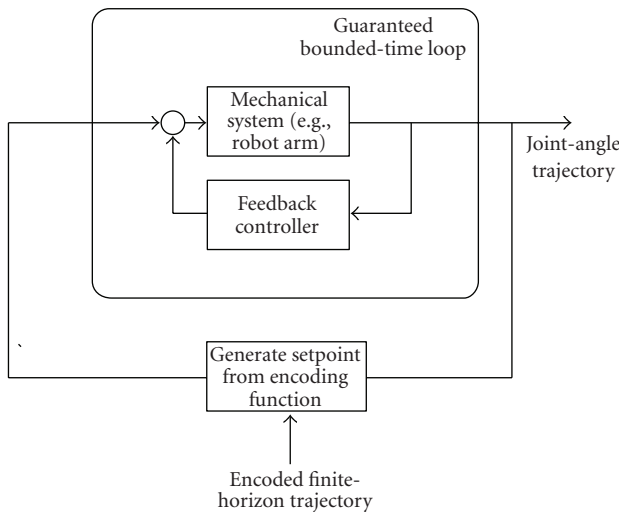 Guaranteed
bounded-time loop
Mechanical
system (e.g.,
robot arm)
Joint-angle
trajectory
Feedback
controller
Generate setpoint
from encoding
function
Encoded finite-
horizon trajectory